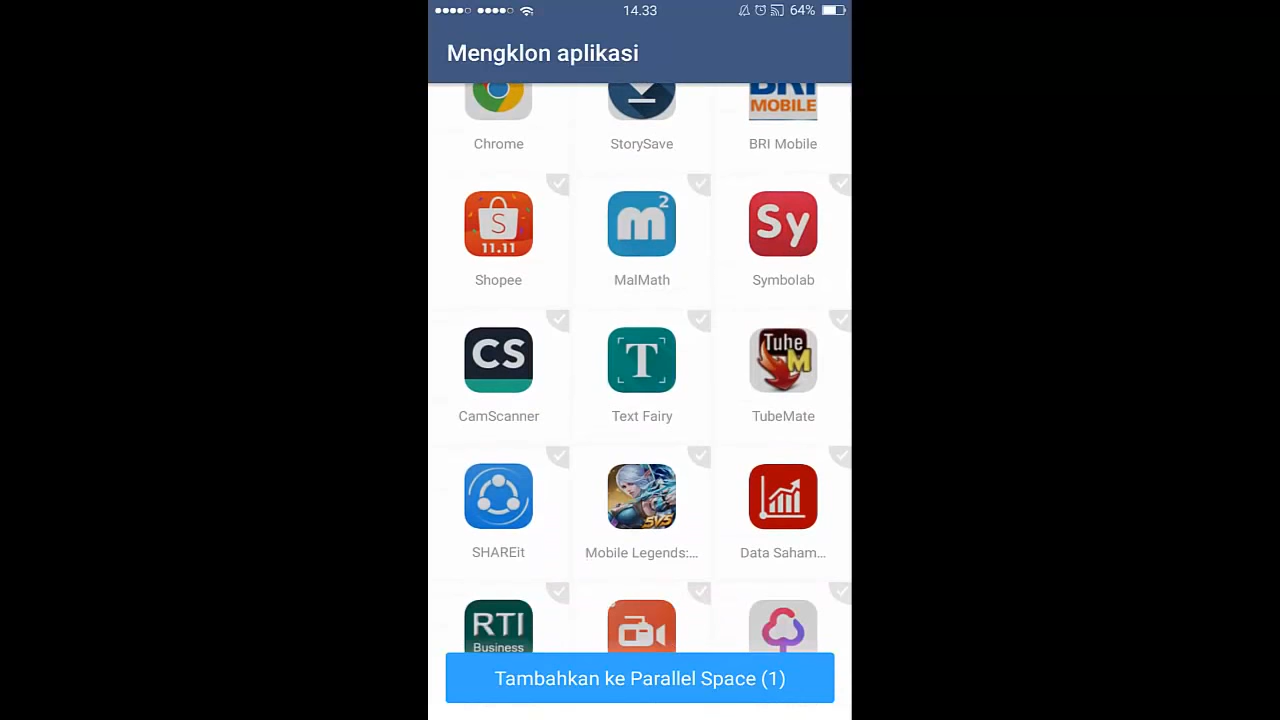 14.33
64%
Mengklon aplikasi
BRI
MOBILE
Chrome
StorySave
BRI Mobile
S
11.11
m2
Sy
Shopee
MalMath
Symbolab
CS
T
Tube
M
CamScanner
Text Fairy
TubeMate
5V5
SHAREit
Mobile Legends:...
Data Saham...
RTI
Business
Tambahkan ke Parallel Space (1)